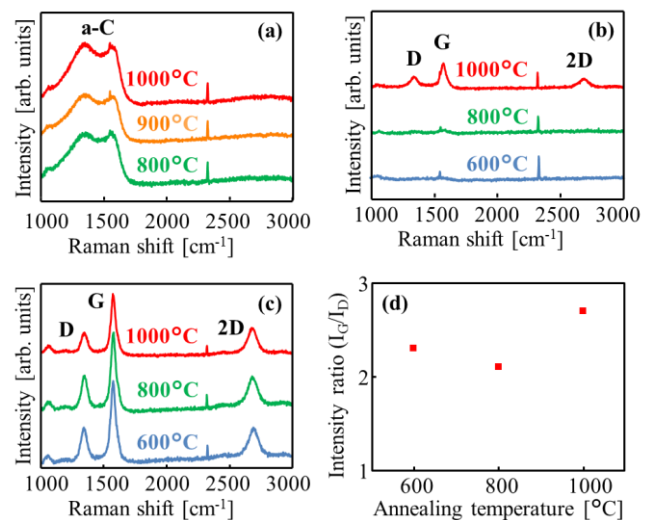 a-C
(a)
1000°C
900°C
800°C
Intensity [arb. units]
1000 1500 2000 2500 3000
Raman shift [cm-1]
(b)
D
G
2D
1000°C
800°C
600°C
Intensity [arb. units]
1000 1500 2000 2500 3000
Raman shift [cm-1]
(c)
G
D
2D
1000°C
800°C
600°C
Intensity [arb. units]
1000 1500 2000 2500 3000
Raman shift [cm-1]
(d)
3
2
1
Intensity ratio (IG/ID)
600 800 1000
Annealing temperature [°C]